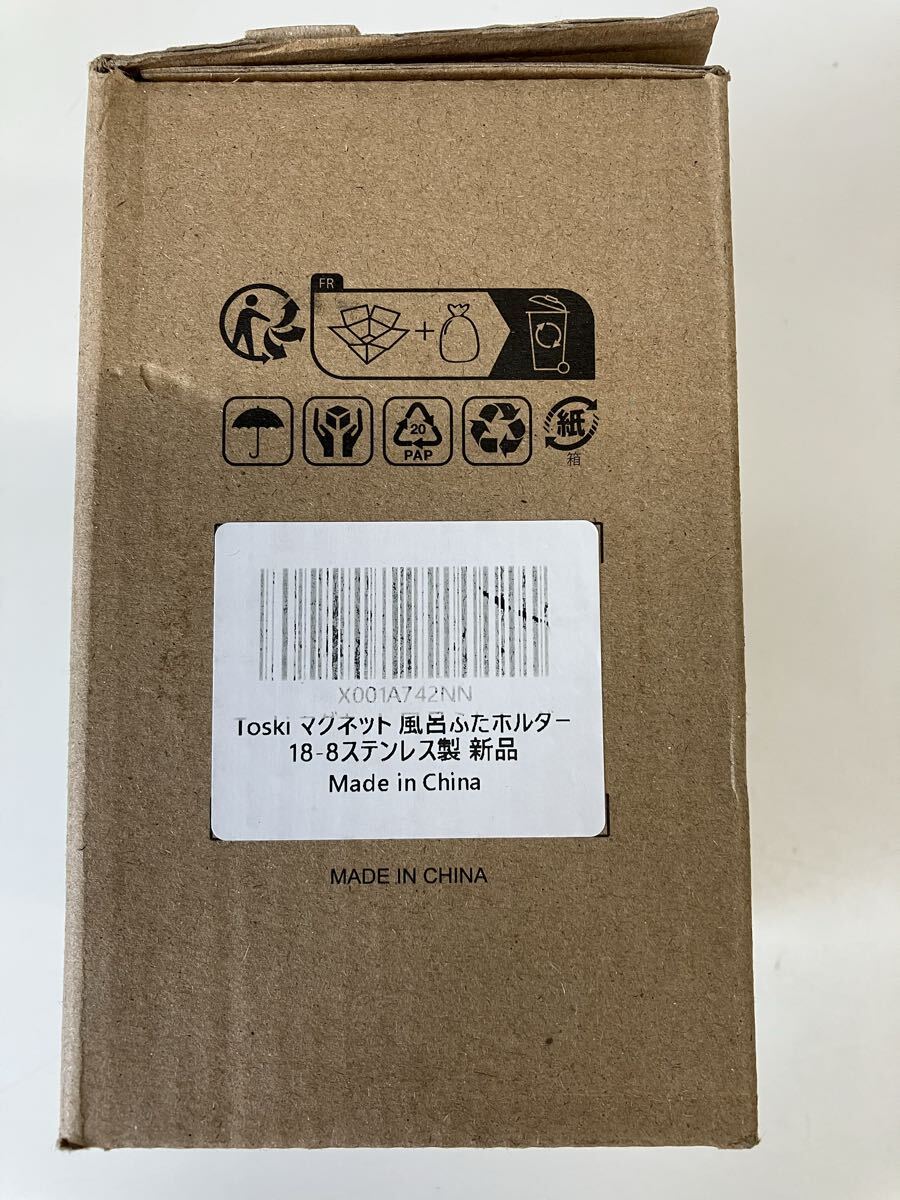 FR
20
PAP
紙
箱
X001A742NN
Toski マグネット 風呂ふたホルダー
18-8ステンレス製 新品
Made in China
MADE IN CHINA